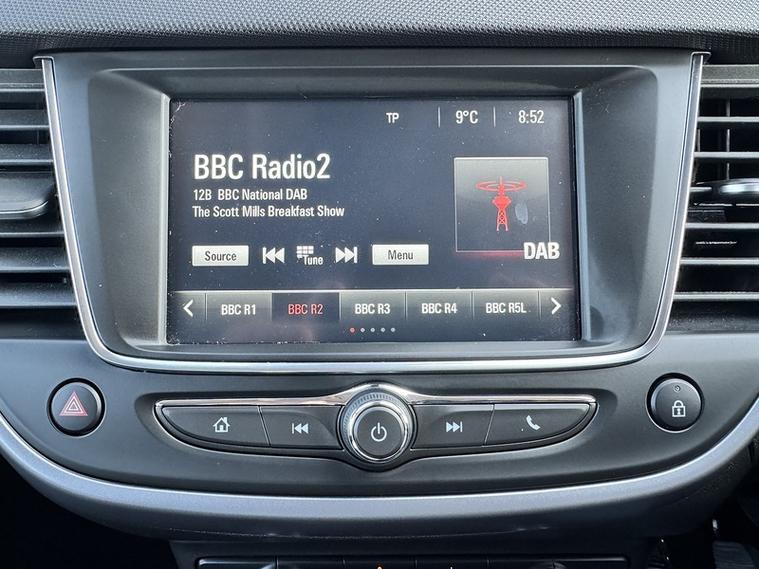 TP 9°C 8:52
BBC Radio2
12B BBC National DAB
The Scott Mills Breakfast Show
DAB
Source Tune Menu
BBC R1 BBC R2 BBC R3 BBC R4 BBC R5L